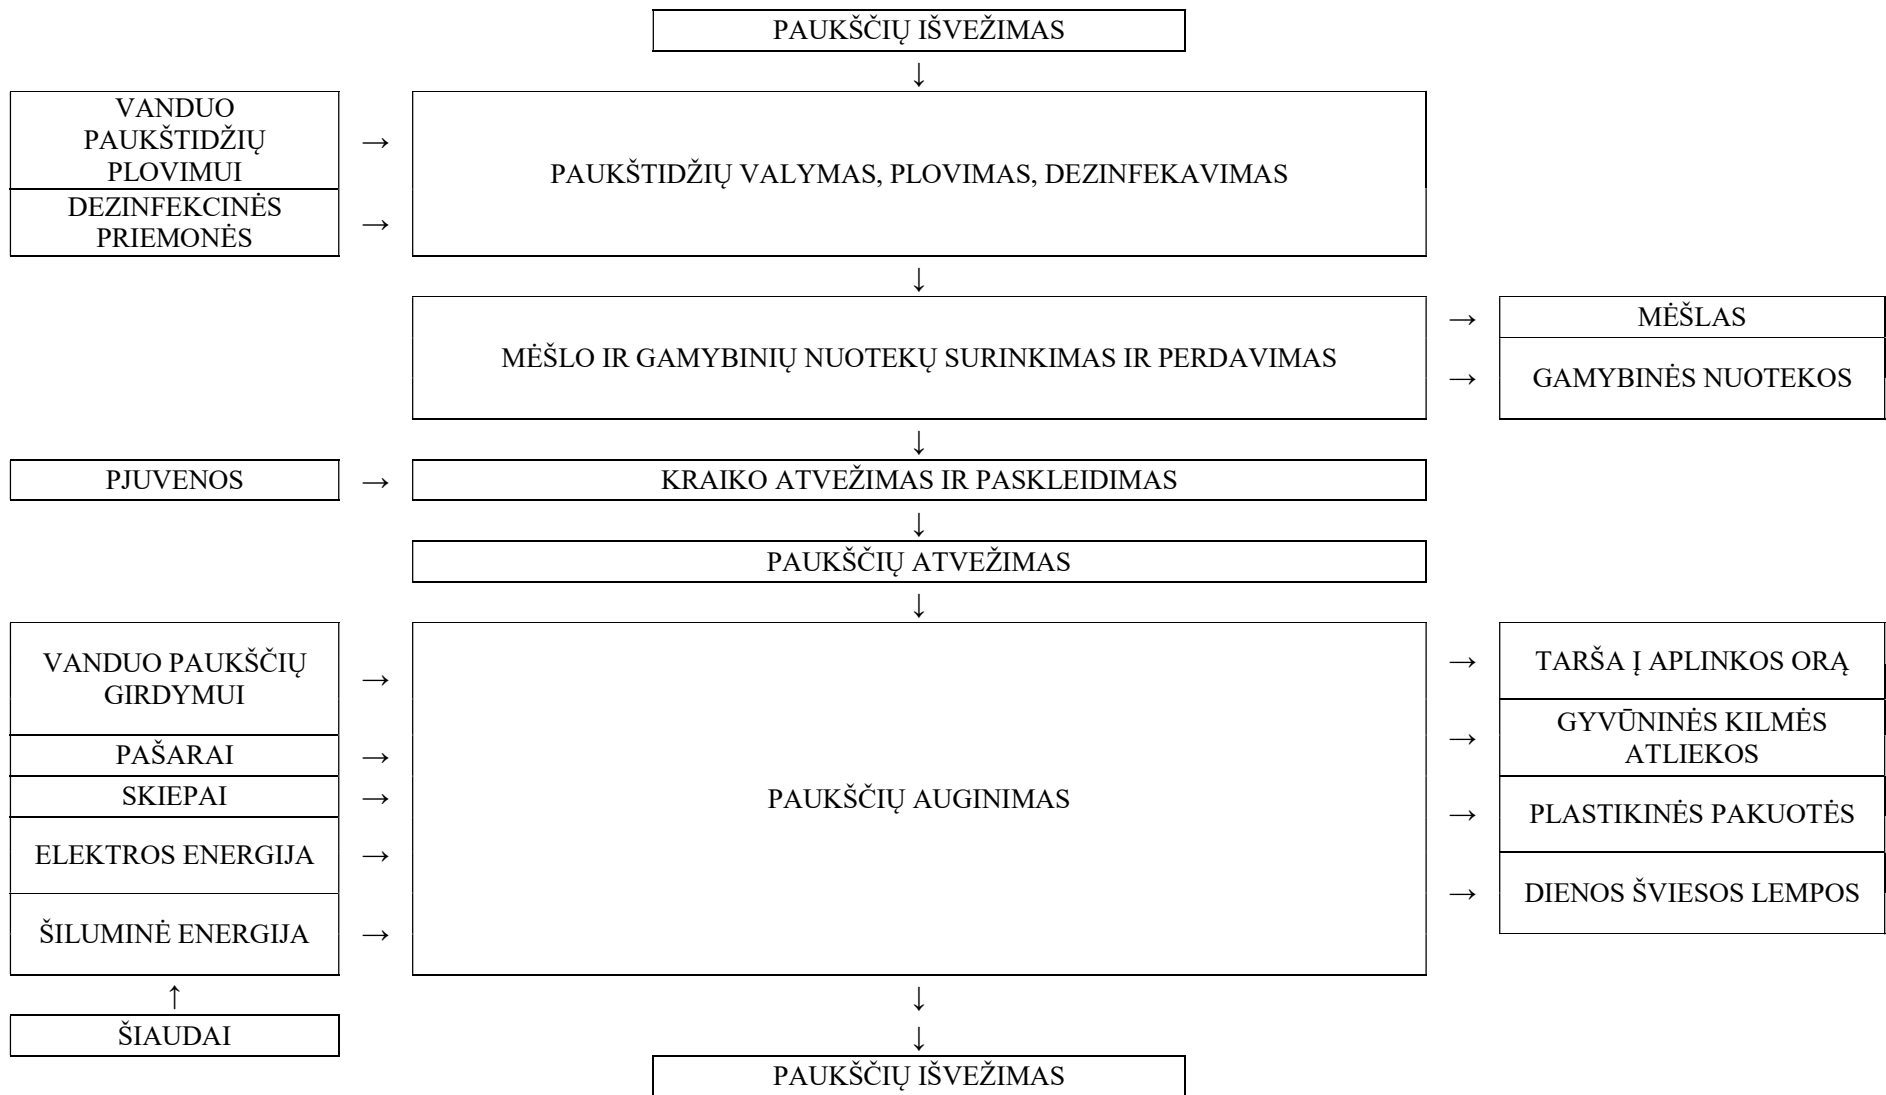 PAUKŠČIŲ IŠVEŽIMAS
↓
VANDUO
PAUKŠTIDŽIŲ
PLOVIMUI
→
DEZINFEKCINĖS
PRIEMONĖS
→
PAUKŠTIDŽIŲ VALYMAS, PLOVIMAS, DEZINFEKAVIMAS
↓
MĖŠLO IR GAMYBINIŲ NUOTEKŲ SURINKIMAS IR PERDAVIMAS
→
MĖŠLAS
→
GAMYBINĖS NUOTEKOS
↓
PJUVENOS
→
KRAIKO ATVEŽIMAS IR PASKLEIDIMAS
↓
PAUKŠČIŲ ATVEŽIMAS
↓
VANDUO PAUKŠČIŲ
GIRDYMUI
→
PAŠARAI
→
SKIEPAI
→
ELEKTROS ENERGIJA
→
ŠILUMINĖ ENERGIJA
→
↑
ŠIAUDAI
PAUKŠČIŲ AUGINIMAS
→
TARŠA Į APLINKOS ORĄ
→
GYVŪNINĖS KILMĖS
ATLIEKOS
→
PLASTIKINĖS PAKUOTĖS
→
DIENOS ŠVIESOS LEMPOS
↓
↓
PAUKŠČIŲ IŠVEŽIMAS